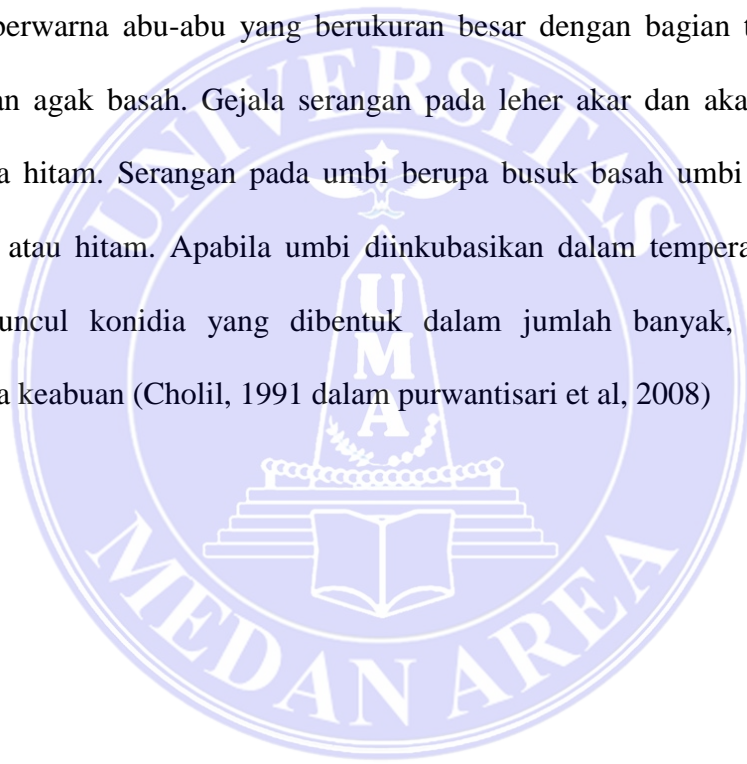 berwarna abu-abu yang berukuran besar dengan bagian
an agak basah. Gejala serangan pada leher akar dan
a hitam. Serangan pada umbi berupa busuk basah umbi
atau hitam. Apabila umbi diinkubasikan dalam
uncul konidia yang dibentuk dalam jumlah banyak,
a keabuan (Cholil, 1991 dalam purwantisari et al, 2008)
UNIVERSITAS
UMA
MEDAN AREA